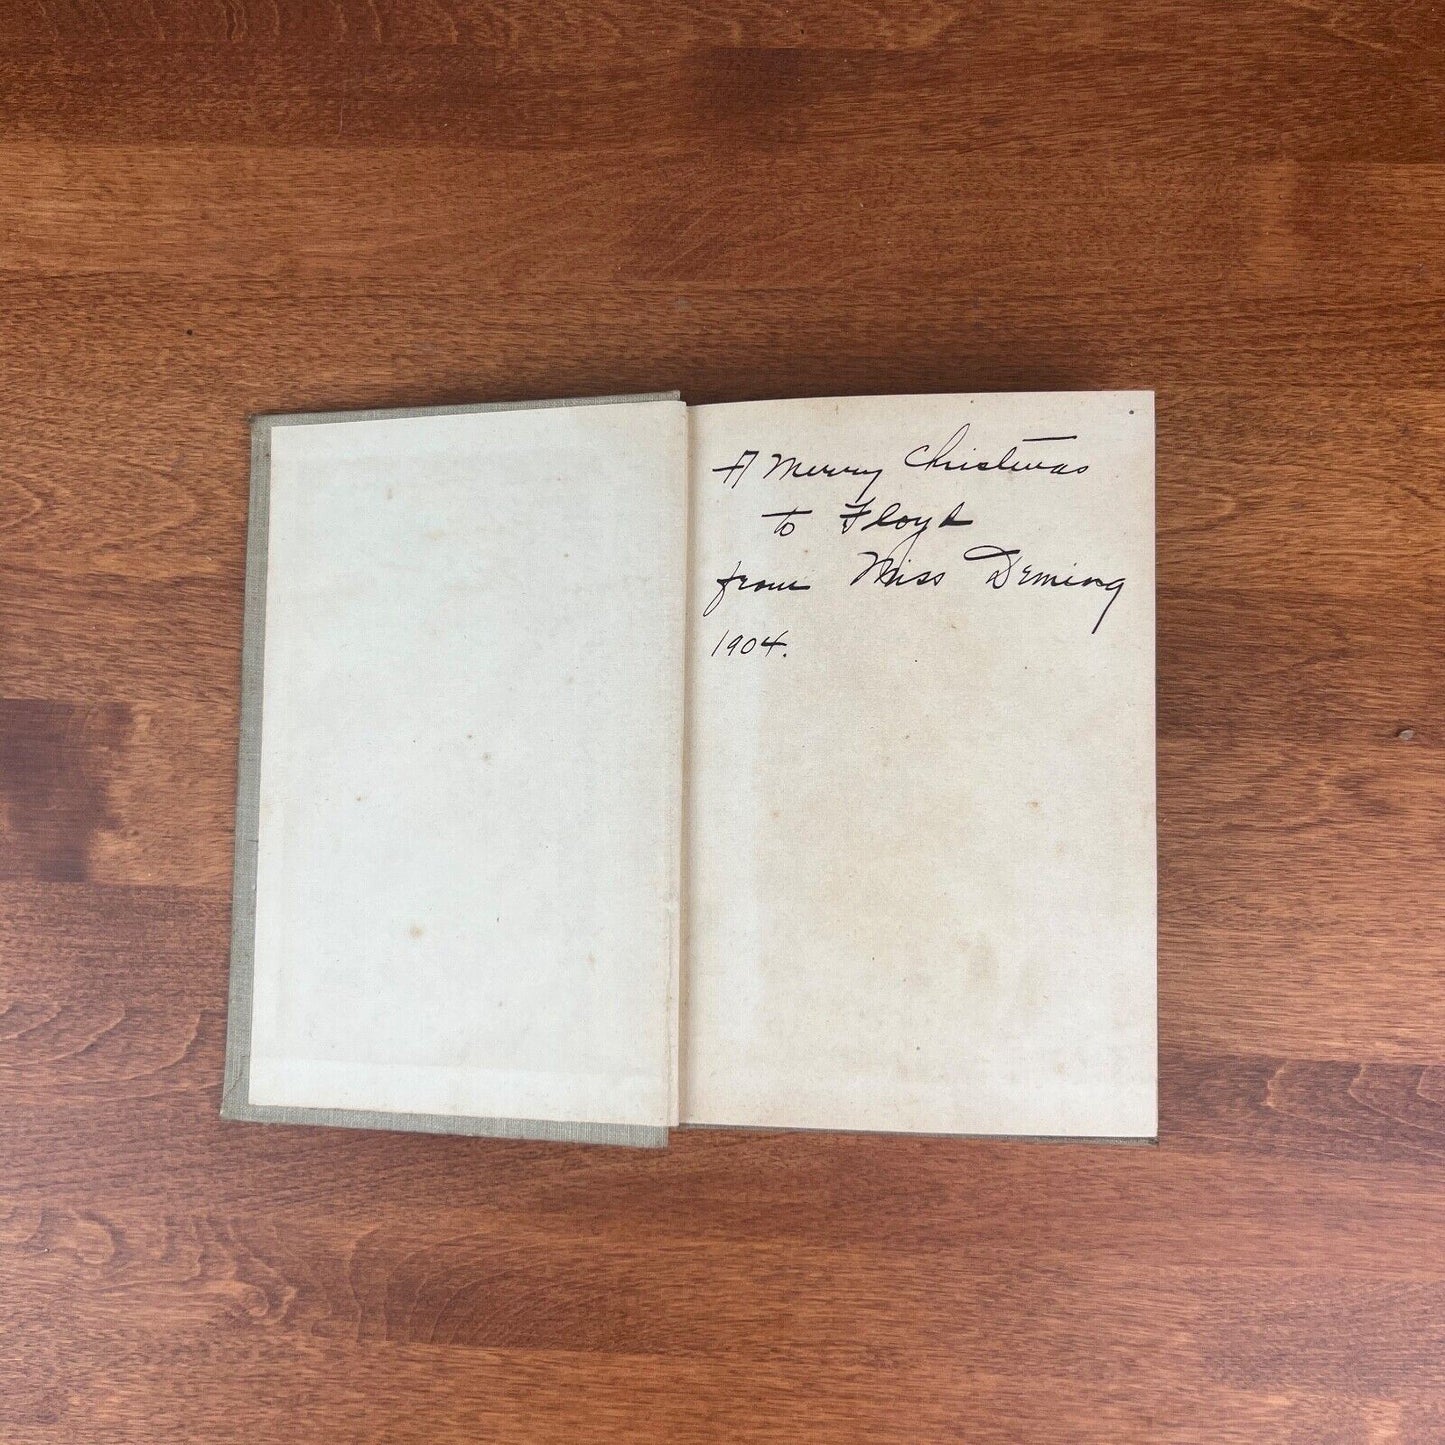 A Merry Christmas
to Floyd
from Miss Deming
1904.